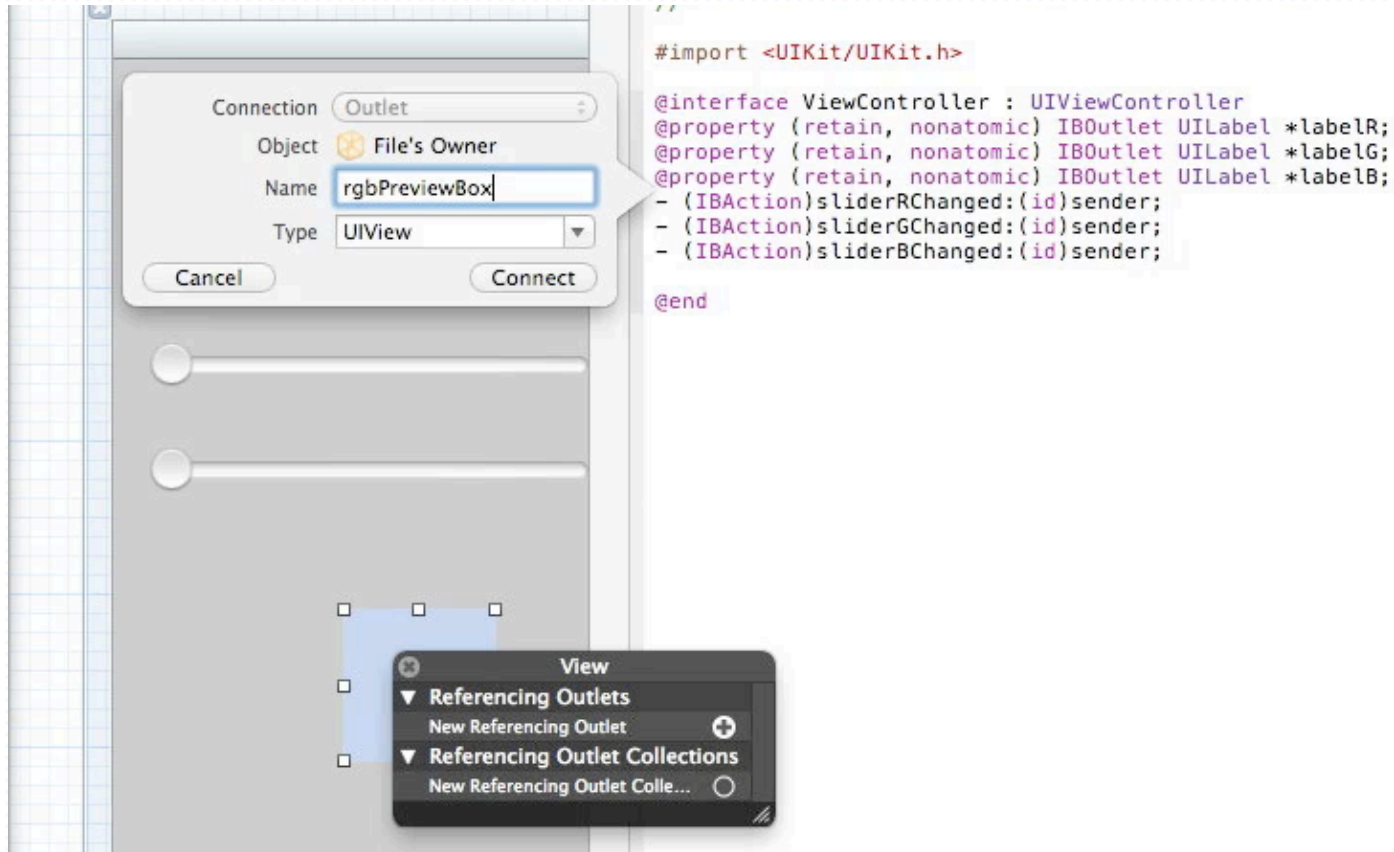 //
#import <UIKit/UIKit.h>
@interface ViewController : UIViewController
@property (retain, nonatomic) IBOutlet UILabel *labelR;
@property (retain, nonatomic) IBOutlet UILabel *labelG;
@property (retain, nonatomic) IBOutlet UILabel *labelB;
- (IBAction)sliderRChanged:(id)sender;
- (IBAction)sliderGChanged:(id)sender;
- (IBAction)sliderBChanged:(id)sender;
@end
Connection Outlet
Object File's Owner
Name rgbPreviewBox
Type UIView
Cancel Connect
View
Referencing Outlets
New Referencing Outlet
Referencing Outlet Collections
New Referencing Outlet Colle...